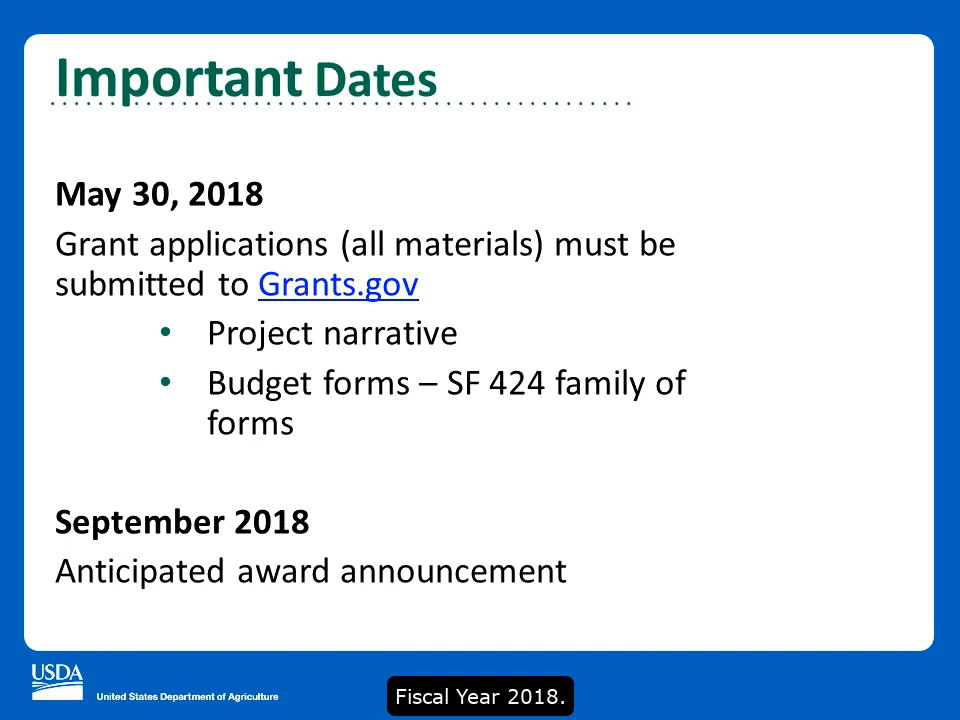 Important Dates
May 30, 2018
Grant applications (all materials) must be
submitted to Grants.gov
• Project narrative
• Budget forms – SF 424 family of
forms
September 2018
Anticipated award announcement
USDA
United States Department of Agriculture
Fiscal Year 2018.